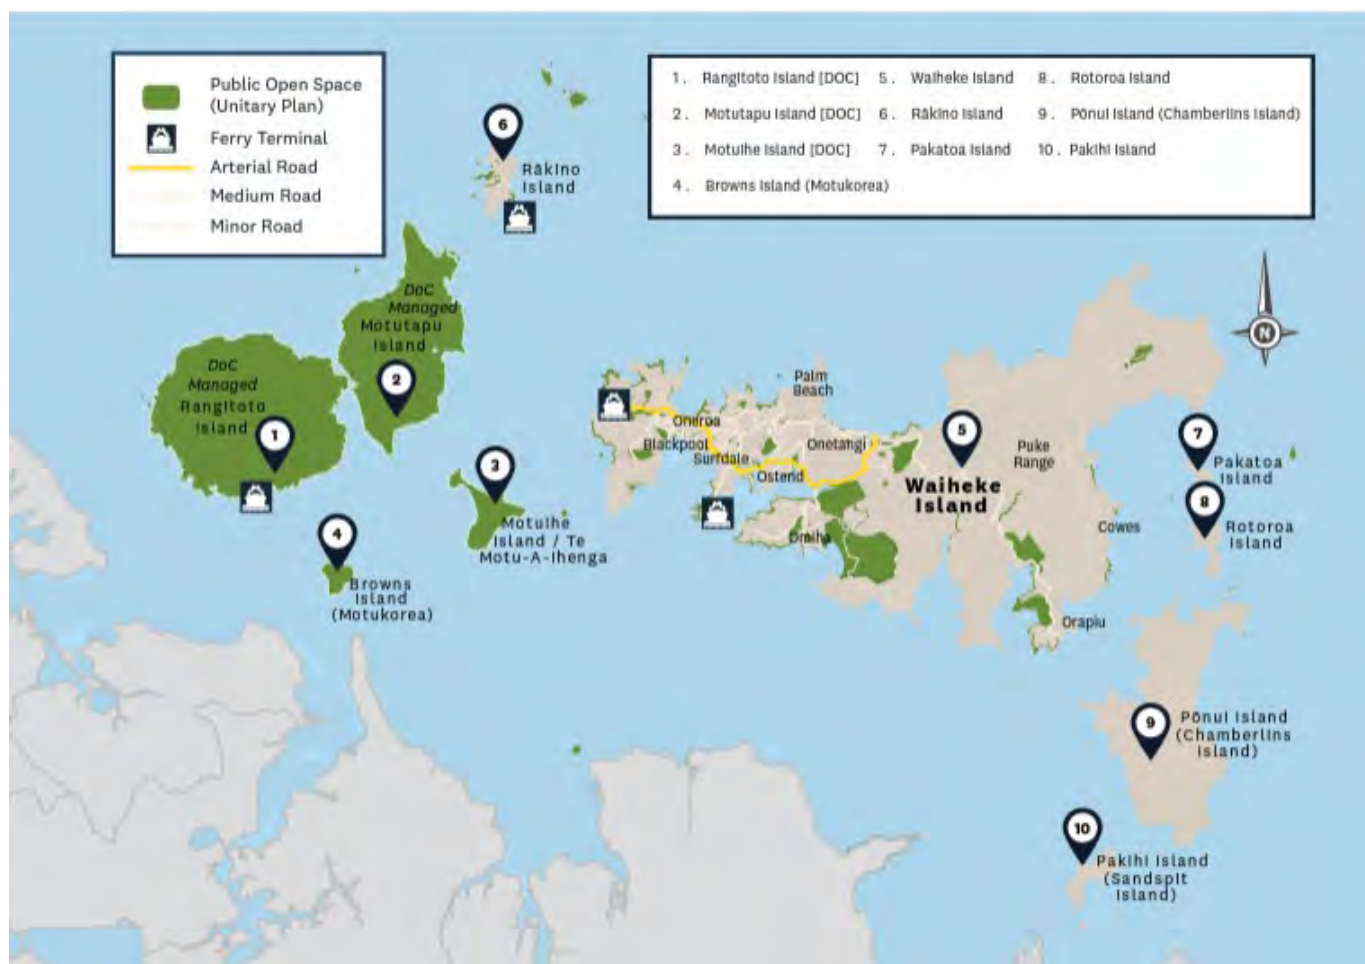 Public Open Space
(Unitary Plan)
Ferry Terminal
Arterial Road
Medium Road
Minor Road
1. Rangitoto Island [DOC]
2. Motutapu Island [DOC]
3. Motuihe Island [DOC]
4. Browns Island (Motukorea)
5. Waiheke Island
6. Rākino Island
7. Pakatoa Island
8. Rotoroa Island
9. Pōnui Island (Chamberlins Island)
10. Pakihi Island
6
Rākino
Island
DoC
Managed
Motutapu
Island
2
DoC
Managed
Rangitoto
Island
1
3
Motuihe
Island / Te
Motu-A-Ihenga
4
Browns
Island
(Motukorea)
N
Palm
Beach
Oneroa
Blackpool
Surfdale
Onetangi
Ostend
Omiha
5
Waiheke
Island
Puke
Range
Cowes
Orapiu
7
Pakatoa
Island
8
Rotoroa
Island
9
Pōnui Island
(Chamberlins
Island)
10
Pakihi Island
(Sandspit
Island)